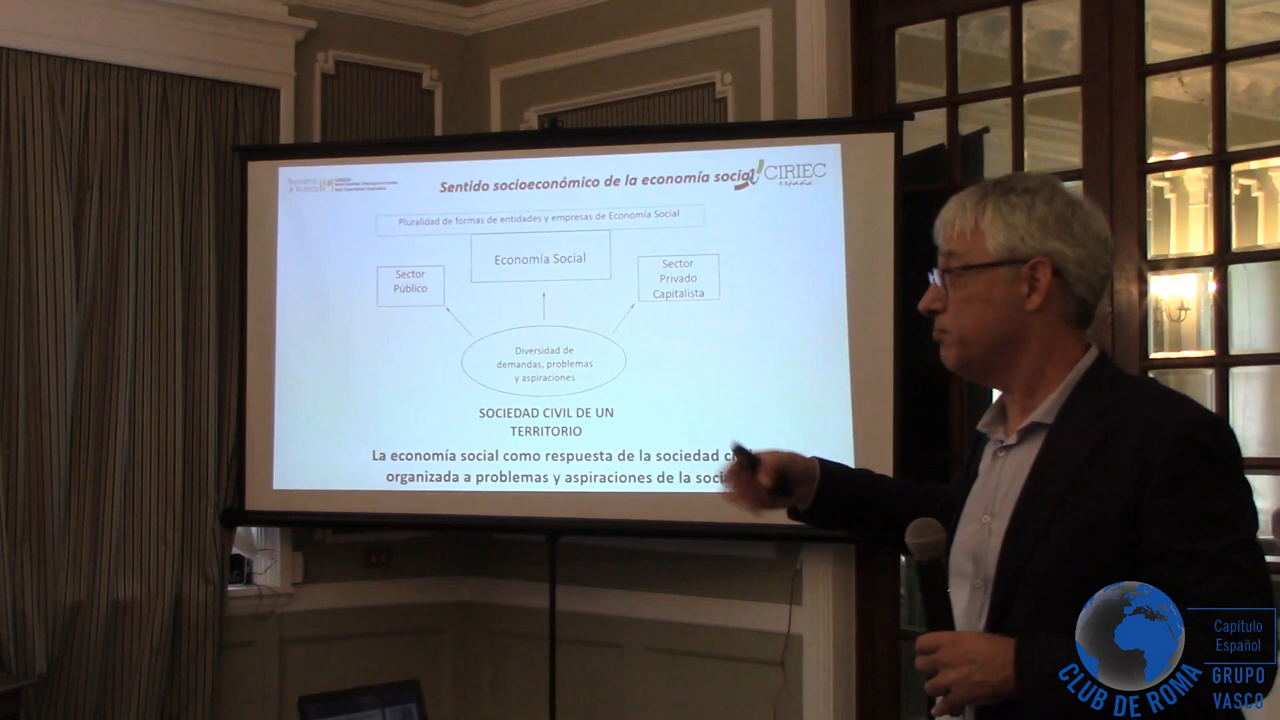 Sentido socioeconómico de la economía social
CIRIEC
españa
Pluralidad de formas de entidades y empresas de Economía Social
Economía Social
Sector
Público
Sector
Privado
Capitalista
Diversidad de
demandas, problemas
y aspiraciones
SOCIEDAD CIVIL DE UN
TERRITORIO
La economía social como respuesta de la sociedad
organizada a problemas y aspiraciones de la
CLUB DE ROMA
Capítulo
Español
GRUPO
VASCO